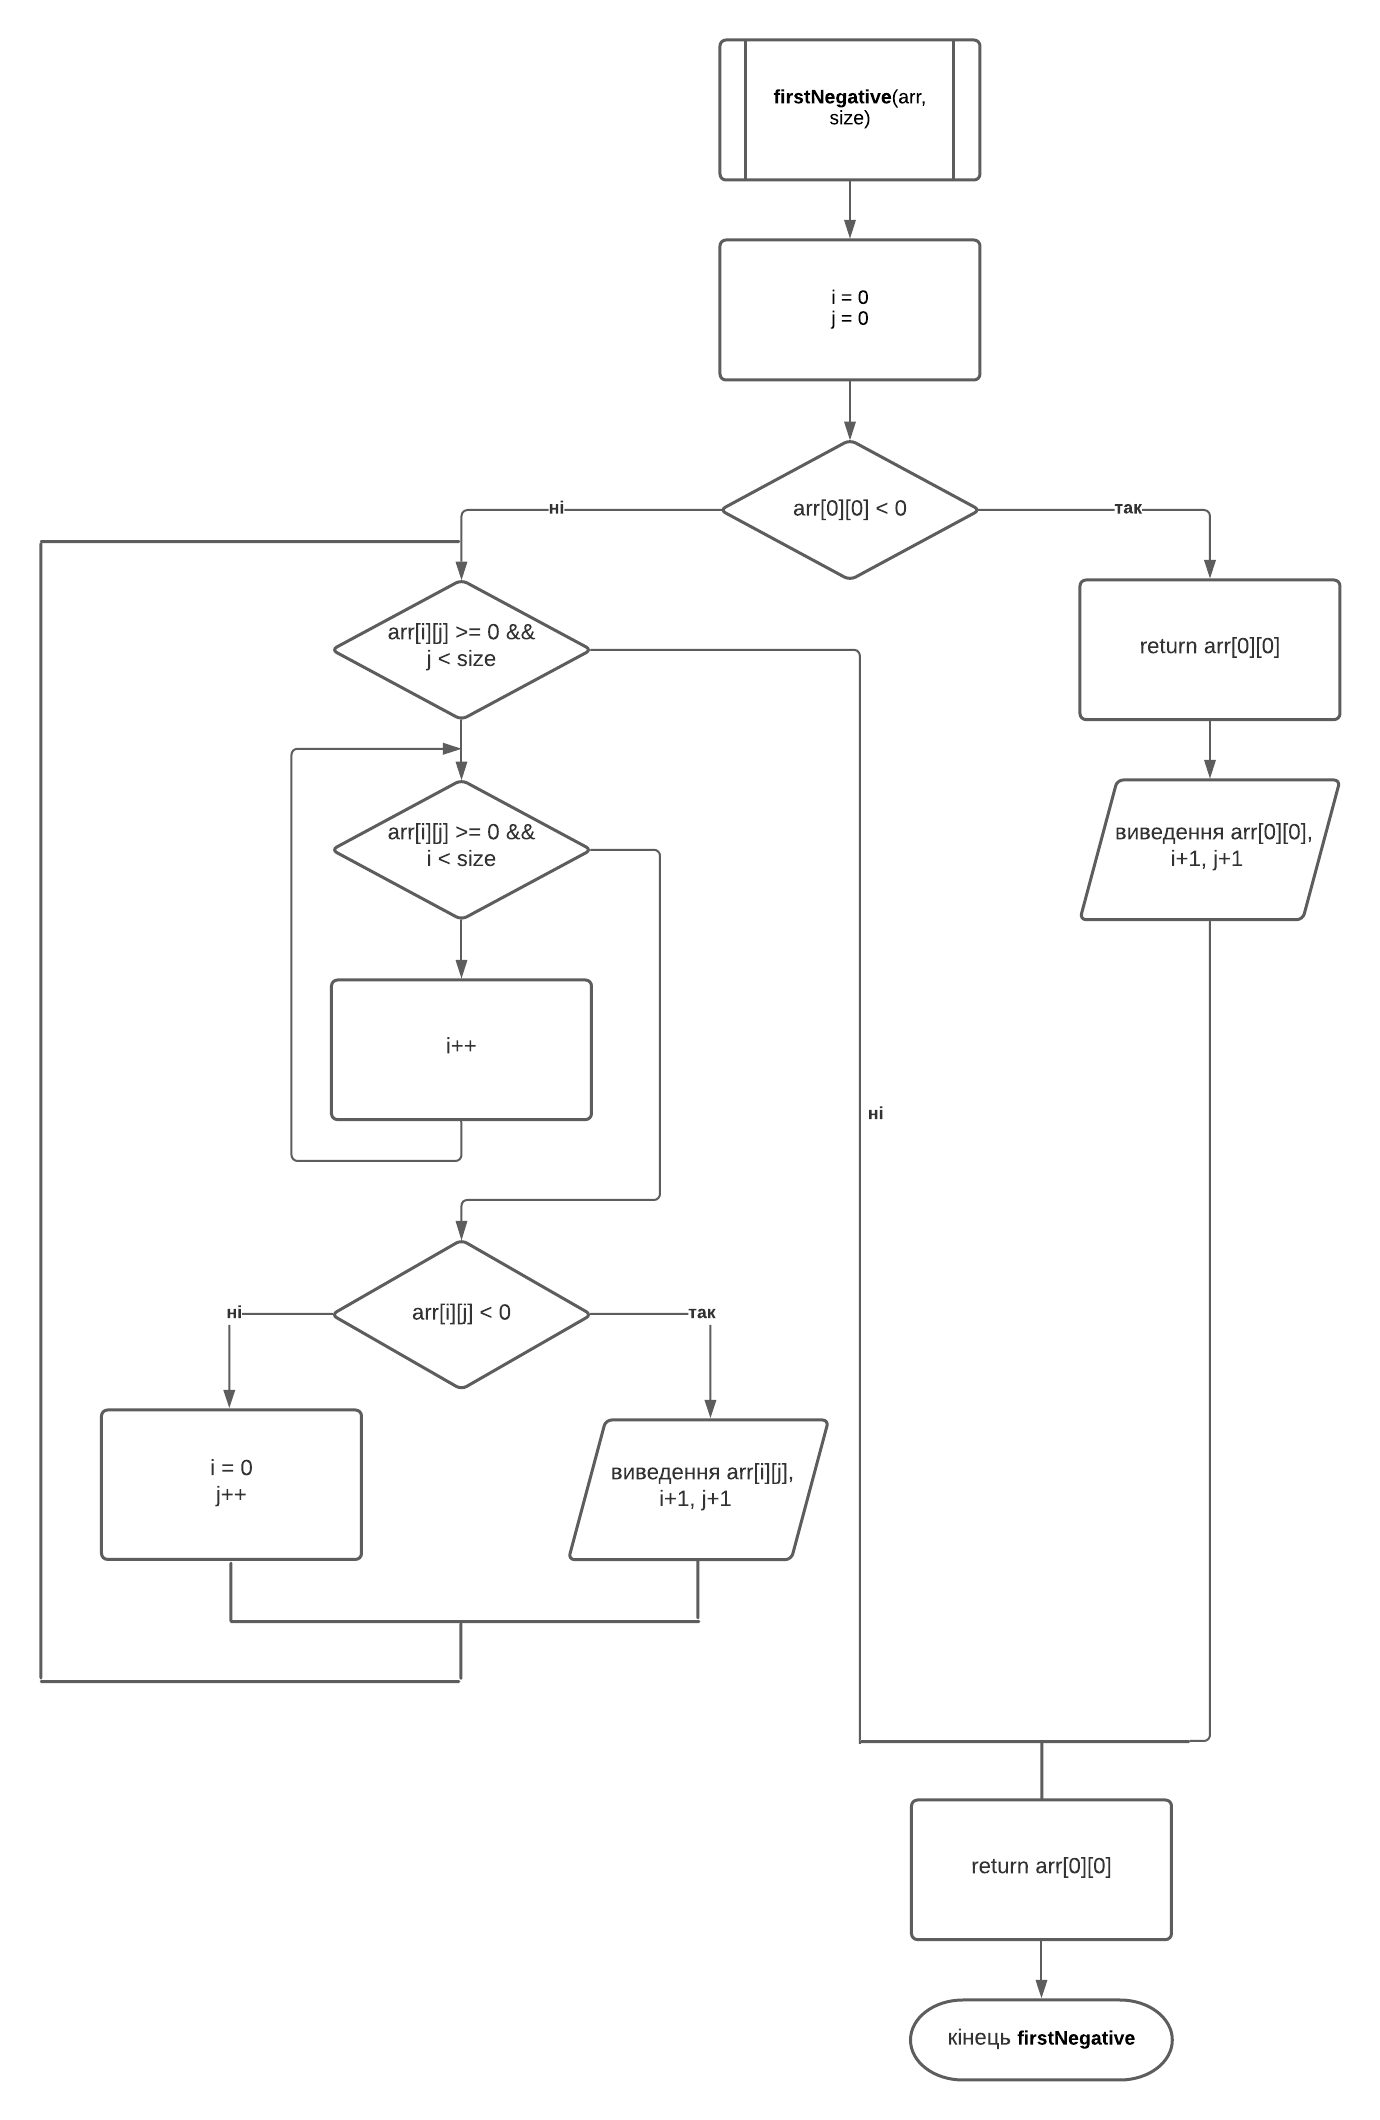 firstNegative(arr,
size)
i = 0
j = 0
arr[0][0] < 0
ні
так
arr[i][j] >= 0 &&
j < size
return arr[0][0]
arr[i][j] >= 0 &&
i < size
виведення arr[0][0],
i+1, j+1
i++
ні
arr[i][j] < 0
ні
так
i = 0
j++
виведення arr[i][j],
i+1, j+1
return arr[0][0]
кінець firstNegative